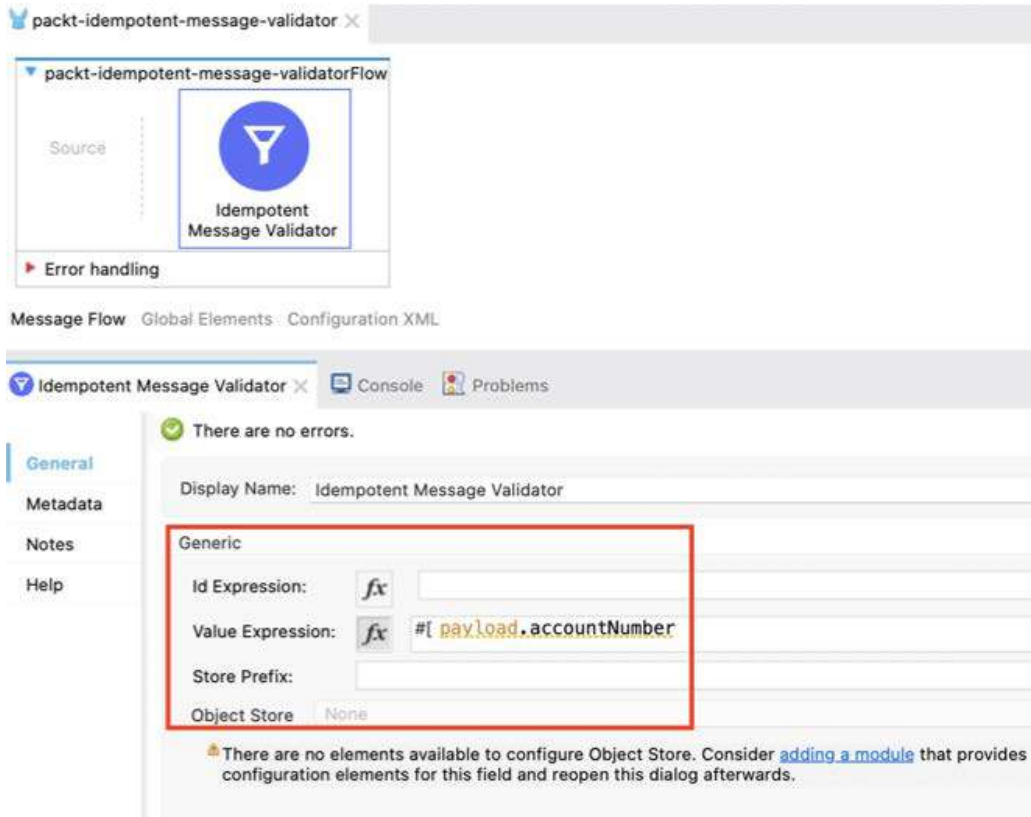 packt-idempotent-message-validator
packt-idempotent-message-validatorFlow
Source
Idempotent
Message Validator
Error handling
Message Flow Global Elements Configuration XML
Idempotent Message Validator Console Problems
There are no errors.
General
Display Name: Idempotent Message Validator
Metadata
Notes
Generic
Help
Id Expression: fx
Value Expression: fx #[ payload.accountNumber
Store Prefix:
Object Store None
There are no elements available to configure Object Store. Consider adding a module that provides
configuration elements for this field and reopen this dialog afterwards.